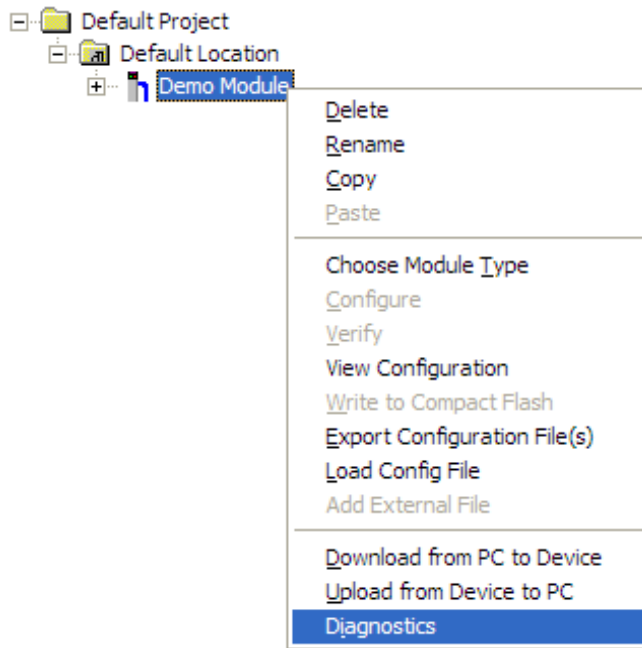 Default Project
Default Location
Demo Module
Delete
Rename
Copy
Paste
Choose Module Type
Configure
Verify
View Configuration
Write to Compact Flash
Export Configuration File(s)
Load Config File
Add External File
Download from PC to Device
Upload from Device to PC
Diagnostics